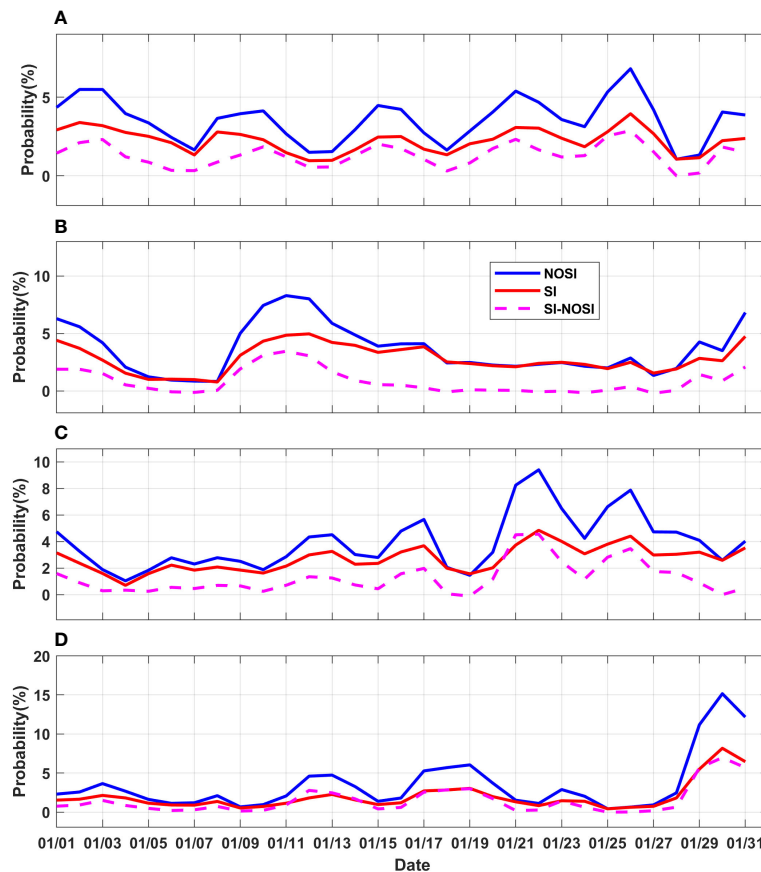 A
Probability(%)
5
0
B
Probability(%)
10
5
0
NOSI
SI
SI-NOSI
C
Probability(%)
10
8
6
4
2
0
D
Probability(%)
20
15
10
5
0
01/01 01/03 01/05 01/07 01/09 01/11 01/13 01/15 01/17 01/19 01/21 01/23 01/25 01/27 01/29 01/31
Date